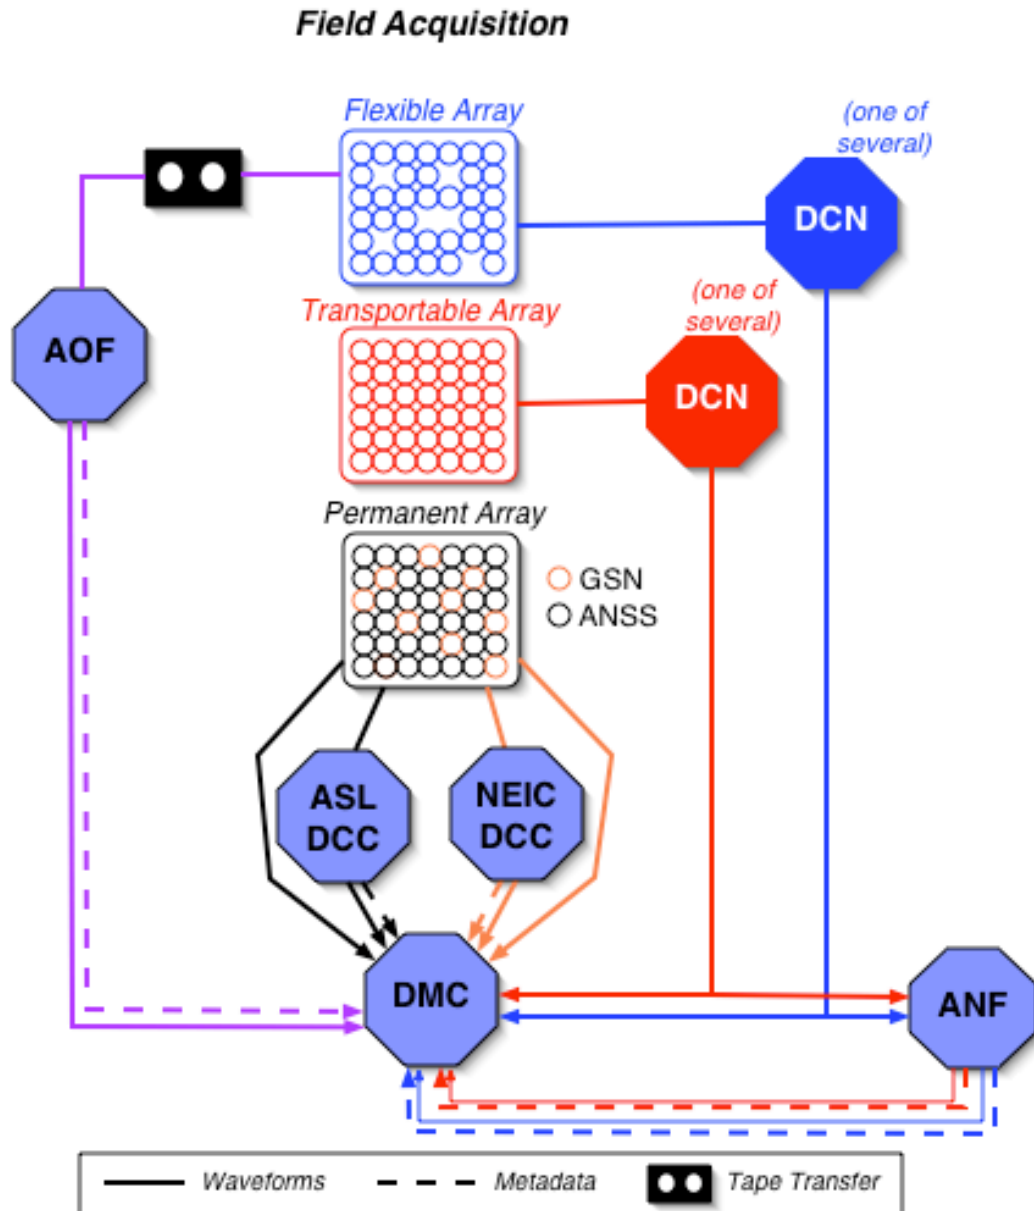 Field Acquisition
Flexible Array
(one of
several)
DCN
Transportable Array
(one of
several)
AOF
DCN
Permanent Array
GSN
ANSS
ASL
DCC
NEIC
DCC
DMC
ANF
Waveforms
Metadata
Tape Transfer